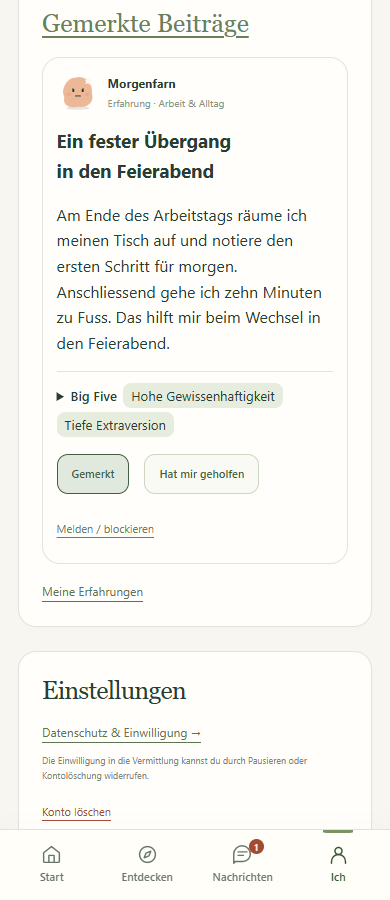 Gemerkte Beiträge
Morgenfarn
Erfahrung · Arbeit & Alltag
Ein fester Übergang
in den Feierabend
Am Ende des Arbeitstags räume ich
meinen Tisch auf und notiere den
ersten Schritt für morgen.
Anschliessend gehe ich zehn Minuten
zu Fuss. Das hilft mir beim Wechsel in
den Feierabend.
▶ Big Five Hohe Gewissenhaftigkeit
Tiefe Extraversion
Gemerkt Hat mir geholfen
Melden / blockieren
Meine Erfahrungen
Einstellungen
Datenschutz & Einwilligung →
Die Einwilligung in die Vermittlung kannst du durch Pausieren oder
Kontolöschung widerrufen.
Konto löschen
1
Start Entdecken Nachrichten Ich